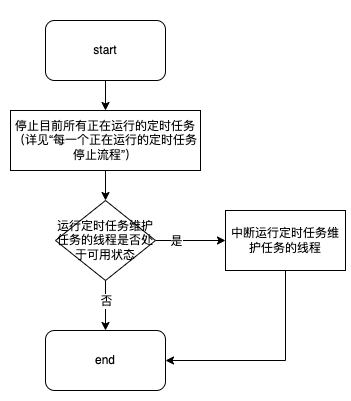 start
停止目前所有正在运行的定时任务
（详见“每一个正在运行的定时任务
停止流程”）
运行定时任务维护
任务的线程是否处
于可用状态
是
中断运行定时任务维
护任务的线程
否
end